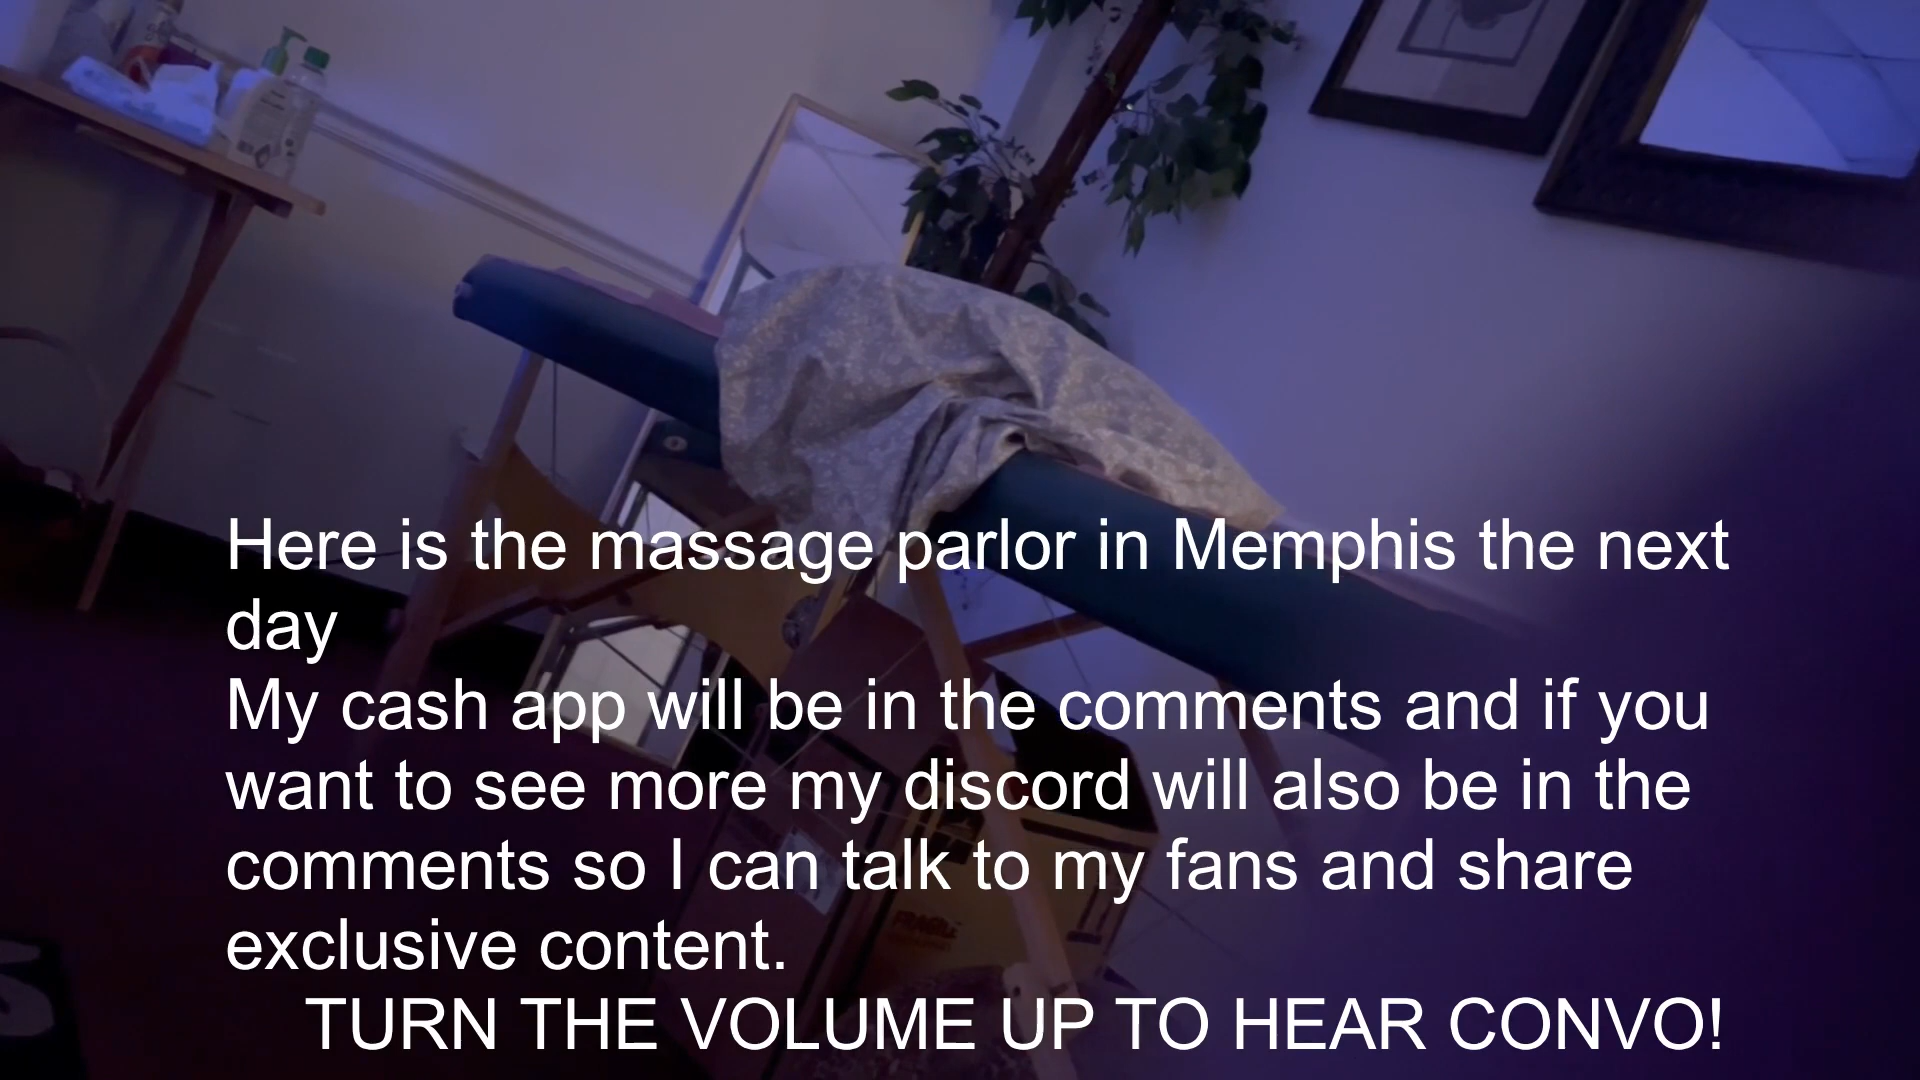 Here is the massage parlor in Memphis the next
day
My cash app will be in the comments and if you
want to see more my discord will also be in the
comments so I can talk to my fans and share
exclusive content.
TURN THE VOLUME UP TO HEAR CONVO!
FRAGILE